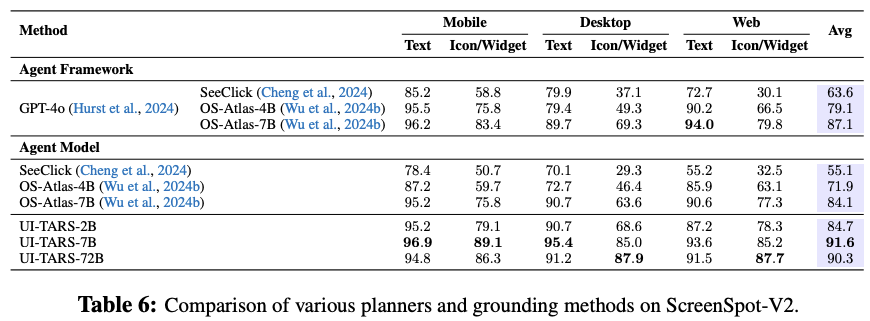 Method Mobile Desktop Web Avg
Text Icon/Widget Text Icon/Widget Text Icon/Widget
Agent Framework
GPT-4o (Hurst et al., 2024) SeeClick (Cheng et al., 2024) 85.2 58.8 79.9 37.1 72.7 30.1 63.6
OS-Atlas-4B (Wu et al., 2024b) 95.5 75.8 79.4 49.3 90.2 66.5 79.1
OS-Atlas-7B (Wu et al., 2024b) 96.2 83.4 89.7 69.3 94.0 79.8 87.1
Agent Model
SeeClick (Cheng et al., 2024) 78.4 50.7 70.1 29.3 55.2 32.5 55.1
OS-Atlas-4B (Wu et al., 2024b) 87.2 59.7 72.7 46.4 85.9 63.1 71.9
OS-Atlas-7B (Wu et al., 2024b) 95.2 75.8 90.7 63.6 90.6 77.3 84.1
UI-TARS-2B 95.2 79.1 90.7 68.6 87.2 78.3 84.7
UI-TARS-7B 96.9 89.1 95.4 85.0 93.6 85.2 91.6
UI-TARS-72B 94.8 86.3 91.2 87.9 91.5 87.7 90.3
Table 6: Comparison of various planners and grounding methods on ScreenSpot-V2.